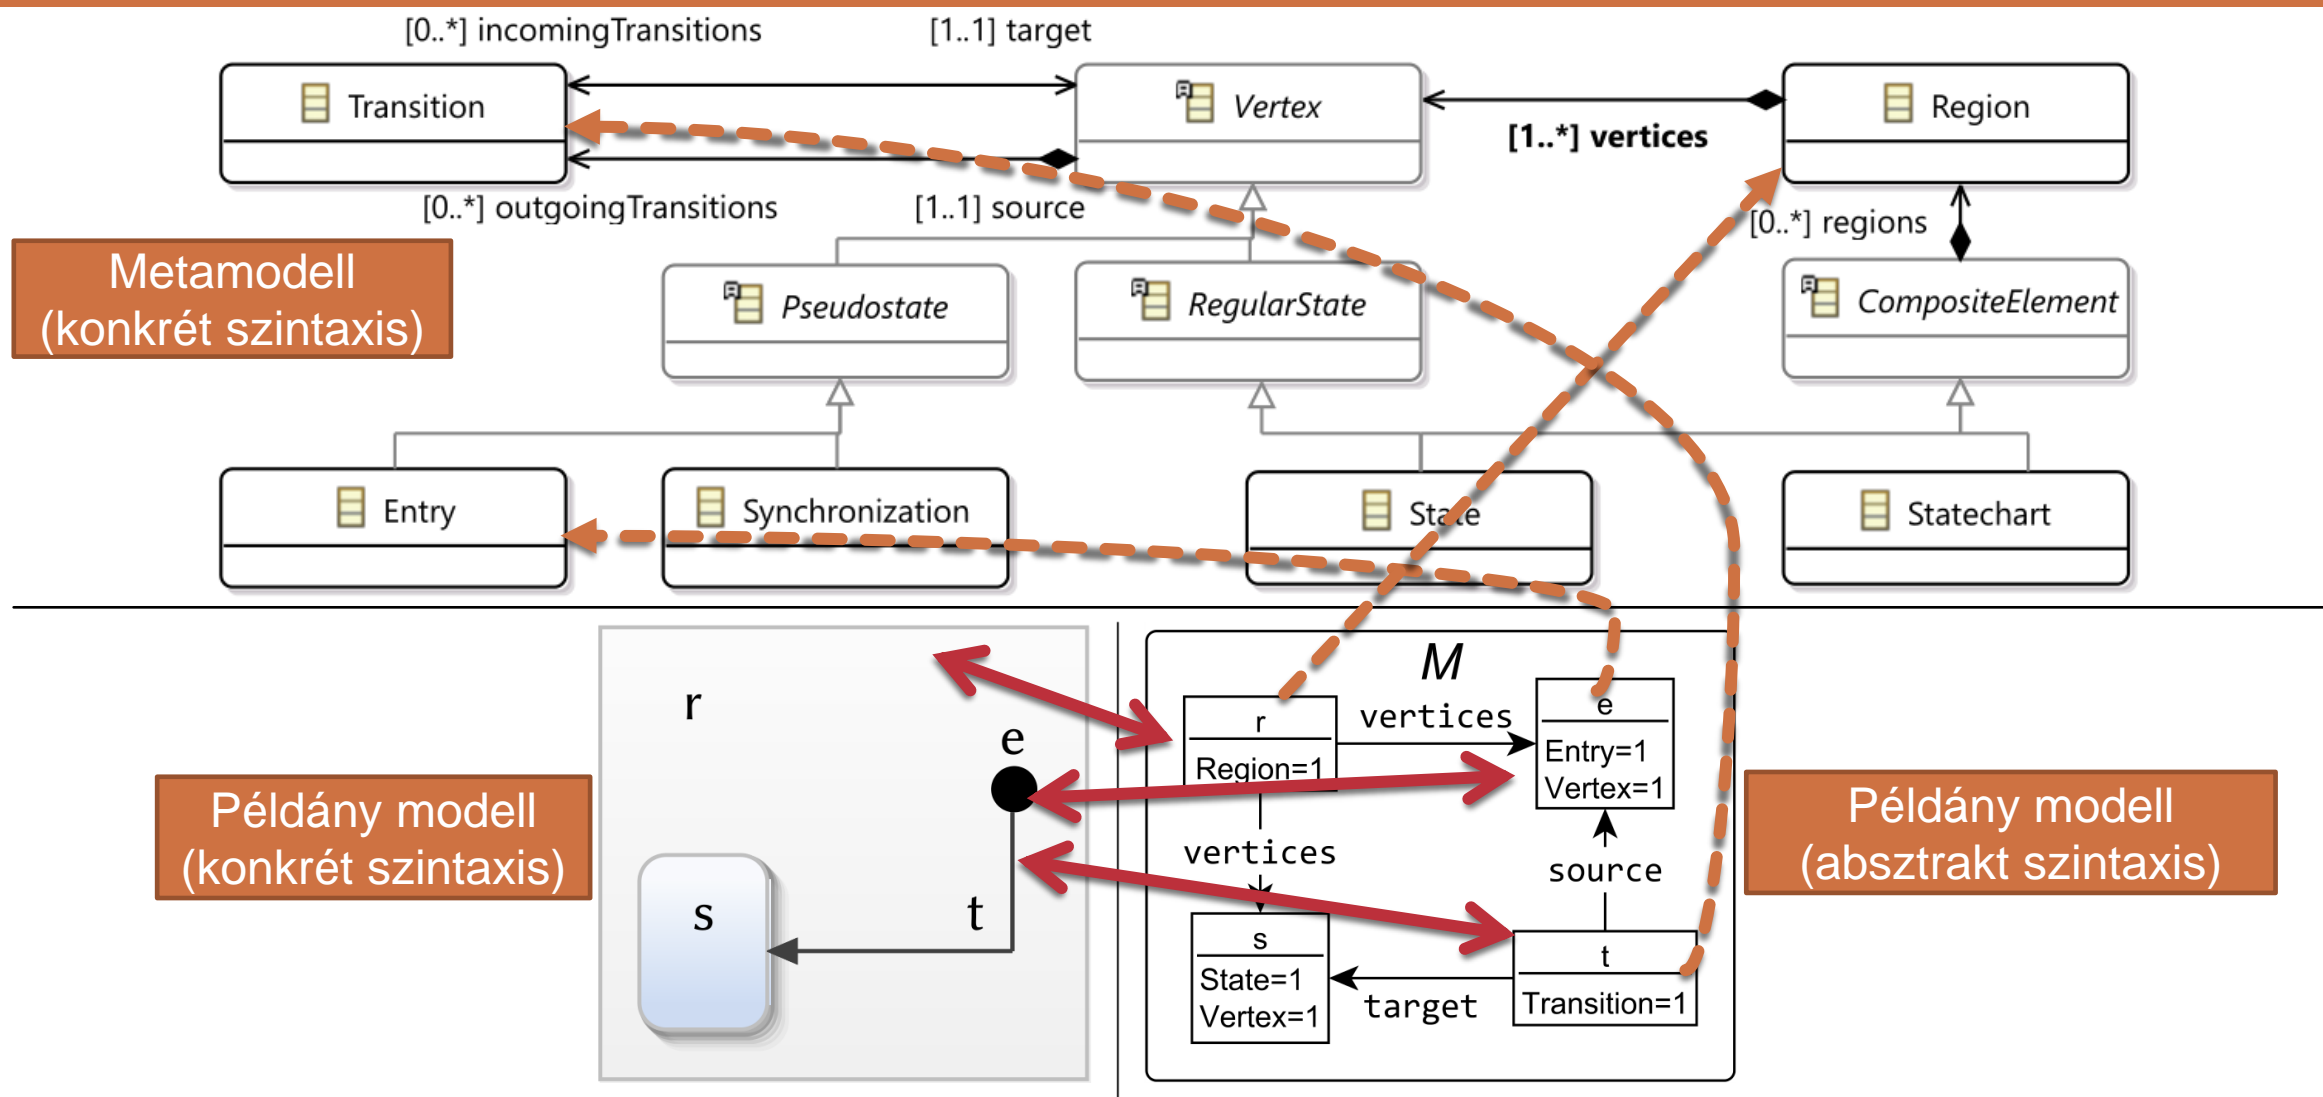 [0..*] incomingTransitions
[1..1] target
Transition
Vertex
Region
[1..*] vertices
[0..*] outgoingTransitions
[1..1] source
[0..*] regions
Metamodell
(konkrét szintaxis)
Pseudostate
RegularState
CompositeElement
Entry
Synchronization
State
Statechart
r
e
s
t
Példány modell
(konkrét szintaxis)
M
r
Region=1
vertices
e
Entry=1
Vertex=1
vertices
source
s
State=1
Vertex=1
target
t
Transition=1
Példány modell
(absztrakt szintaxis)